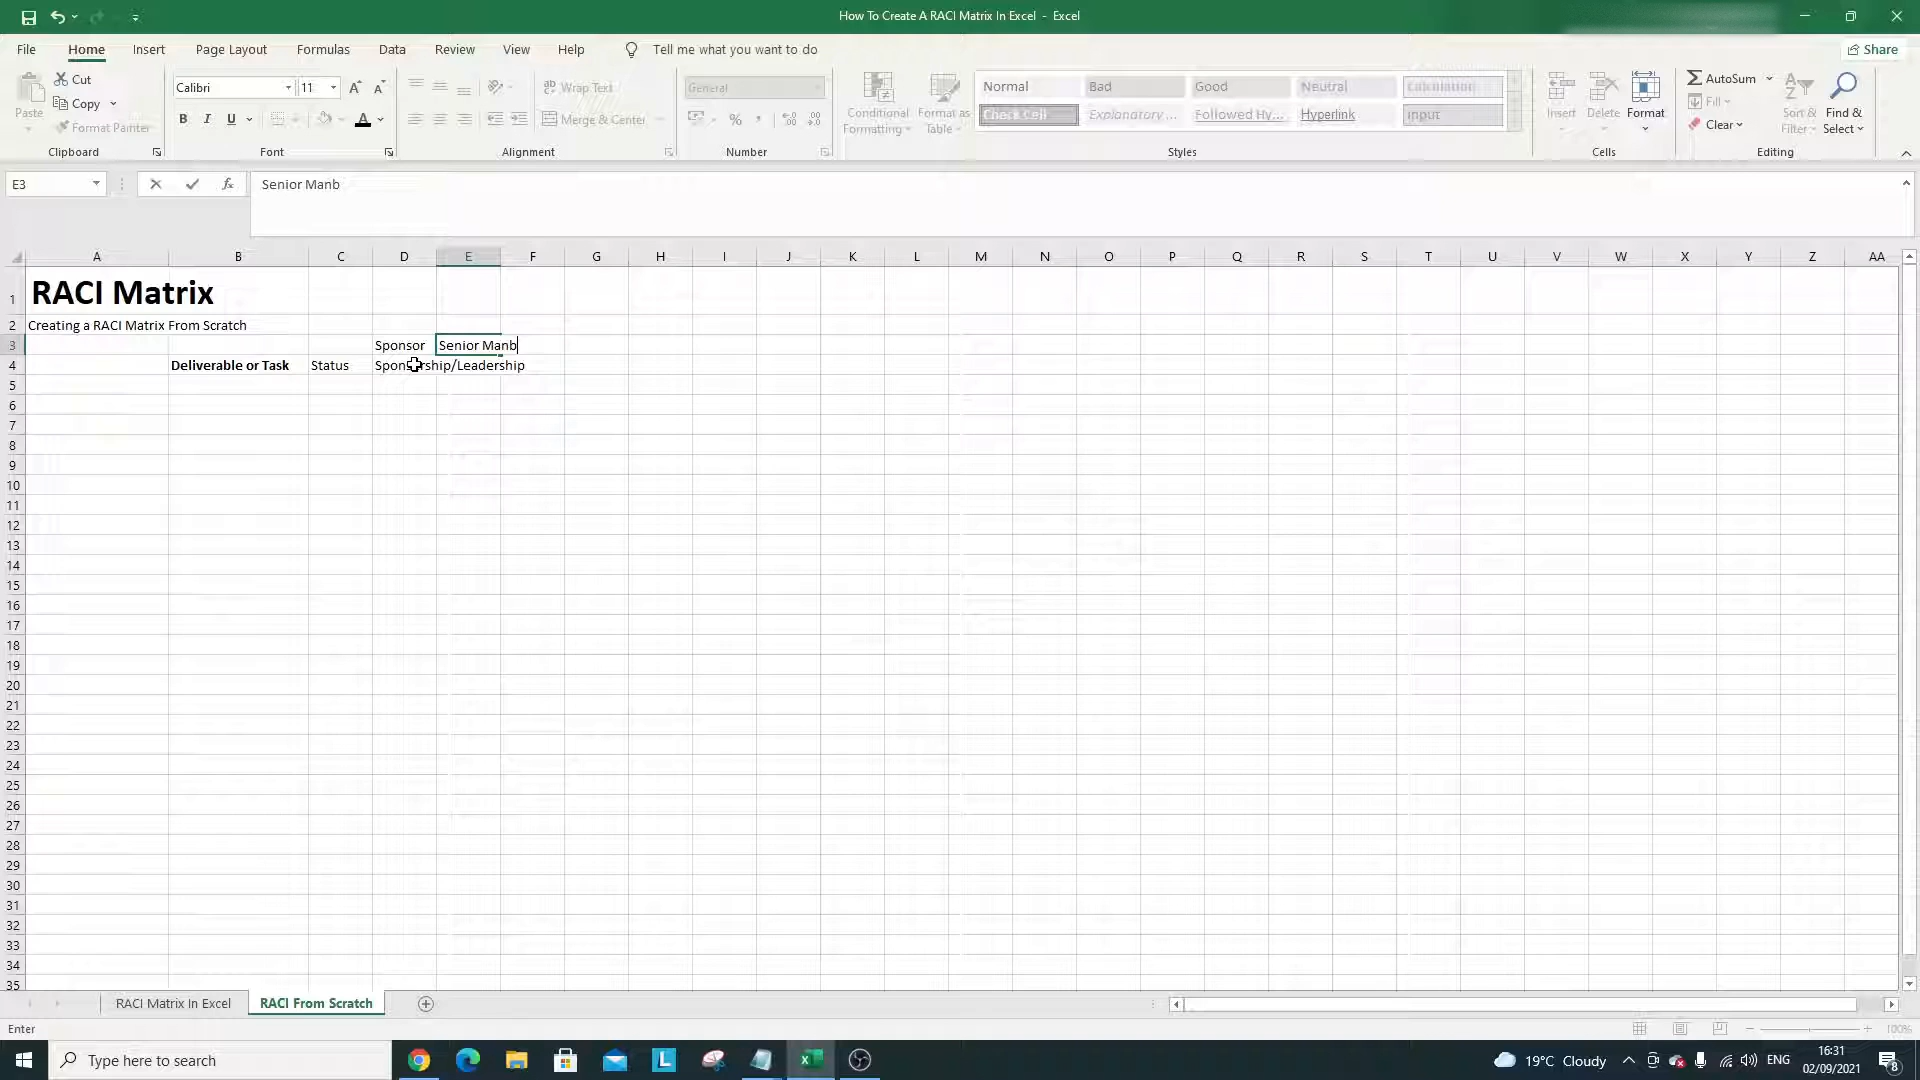 How To Create A RACI Matrix In Excel - Excel
File Home Insert Page Layout Formulas Data Review View Help Tell me what you want to do Share
Paste Cut Copy Format Painter Clipboard
Calibri 11 B I U A Font
Wrap Text Merge & Center Alignment
General % Number
Conditional Formatting Format as Table
Normal Bad Good Neutral Calculation
Check Cell Explanatory ... Followed Hy... Hyperlink Input
Styles
Insert Delete Format Cells
AutoSum Fill Clear Sort & Filter Find & Select Editing
E3 fx Senior Manb
A B C D E F G H I J K L M N O P Q R S T U V W X Y Z AA
1 RACI Matrix
2 Creating a RACI Matrix From Scratch
3 Sponsor Senior Manb
4 Deliverable or Task Status Sponsorship/Leadership
5
6
7
8
9
10
11
12
13
14
15
16
17
18
19
20
21
22
23
24
25
26
27
28
29
30
31
32
33
34
35
RACI Matrix In Excel RACI From Scratch
Enter 100%
Type here to search 19°C Cloudy ENG 16:31
02/09/2021 8